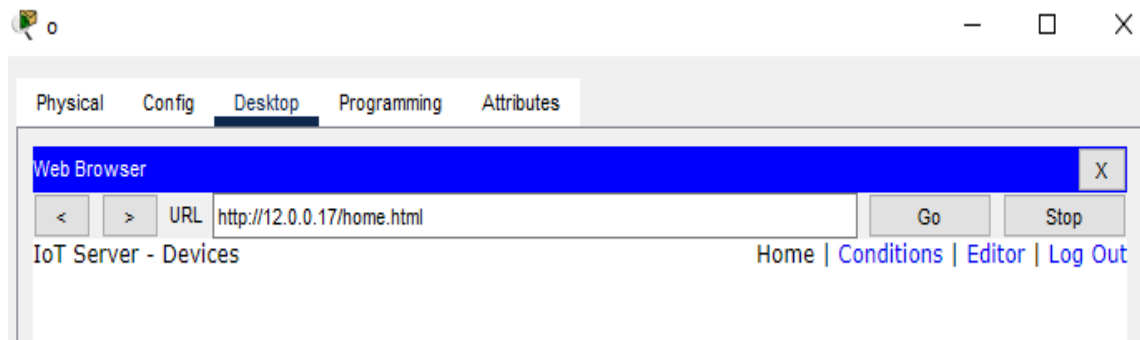 o
Physical Config Desktop Programming Attributes
Web Browser X
< > URL http://12.0.0.17/home.html Go Stop
IoT Server - Devices Home | Conditions | Editor | Log Out